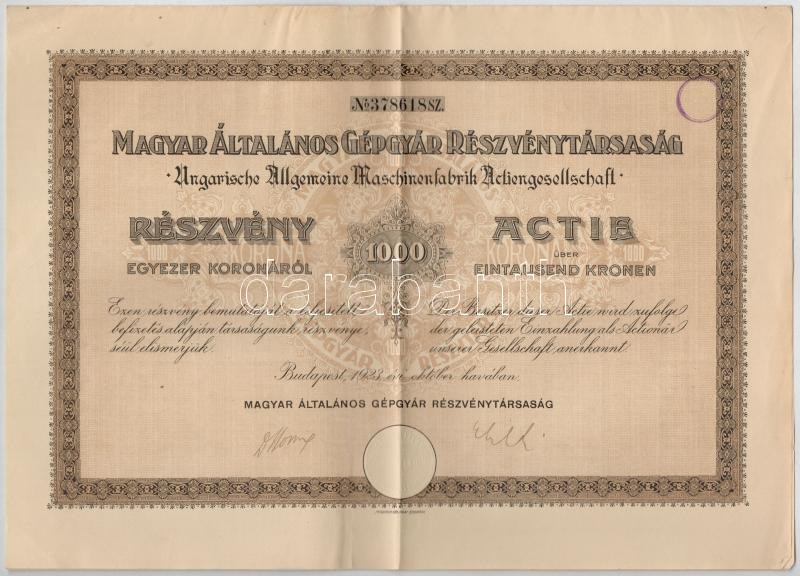 №378618SZ.
MAGYAR ÁLTALÁNOS GÉPGYÁR RÉSZVÉNYTÁRSASÁG
Ungarische Allgemeine Maschinenfabrik Actiengesellschaft
RÉSZVÉNY
EGYEZER KORONÁRÓL
1000
ACTIE
ÜBER
EINTAUSEND KRONEN
darabanth
Ezen részvény bemutatóját a teljesített
befizetés alapján társaságunk részvénye,
séül elismerjük.
Der Besitzer dieser Actie wird zufolge
der geleisteten Einzahlung als Actionär
unserer Gesellschaft anerkannt.
Budapest, 1923. évi október havában.
MAGYAR ÁLTALÁNOS GÉPGYÁR RÉSZVÉNYTÁRSASÁG